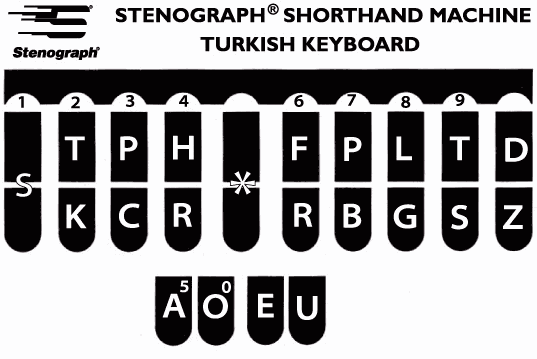 STENOGRAPH® SHORTHAND MACHINE
TURKISH KEYBOARD
Stenograph®
1 2 3 4 6 7 8 9
T P H F P L T D
S *
K C R R B G S Z
5 0
A O E U